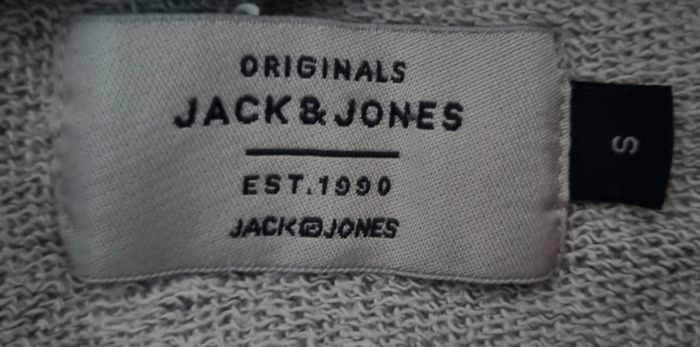 ORIGINALS
JACK & JONES
EST.1990
JACK JONES
S